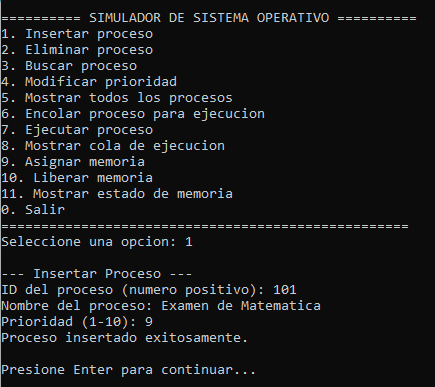 ========== SIMULADOR DE SISTEMA OPERATIVO ==========
1. Insertar proceso
2. Eliminar proceso
3. Buscar proceso
4. Modificar prioridad
5. Mostrar todos los procesos
6. Encolar proceso para ejecucion
7. Ejecutar proceso
8. Mostrar cola de ejecucion
9. Asignar memoria
10. Liberar memoria
11. Mostrar estado de memoria
0. Salir
===================================================
Seleccione una opcion: 1
--- Insertar Proceso ---
ID del proceso (numero positivo): 101
Nombre del proceso: Examen de Matematica
Prioridad (1-10): 9
Proceso insertado exitosamente.
Presione Enter para continuar...